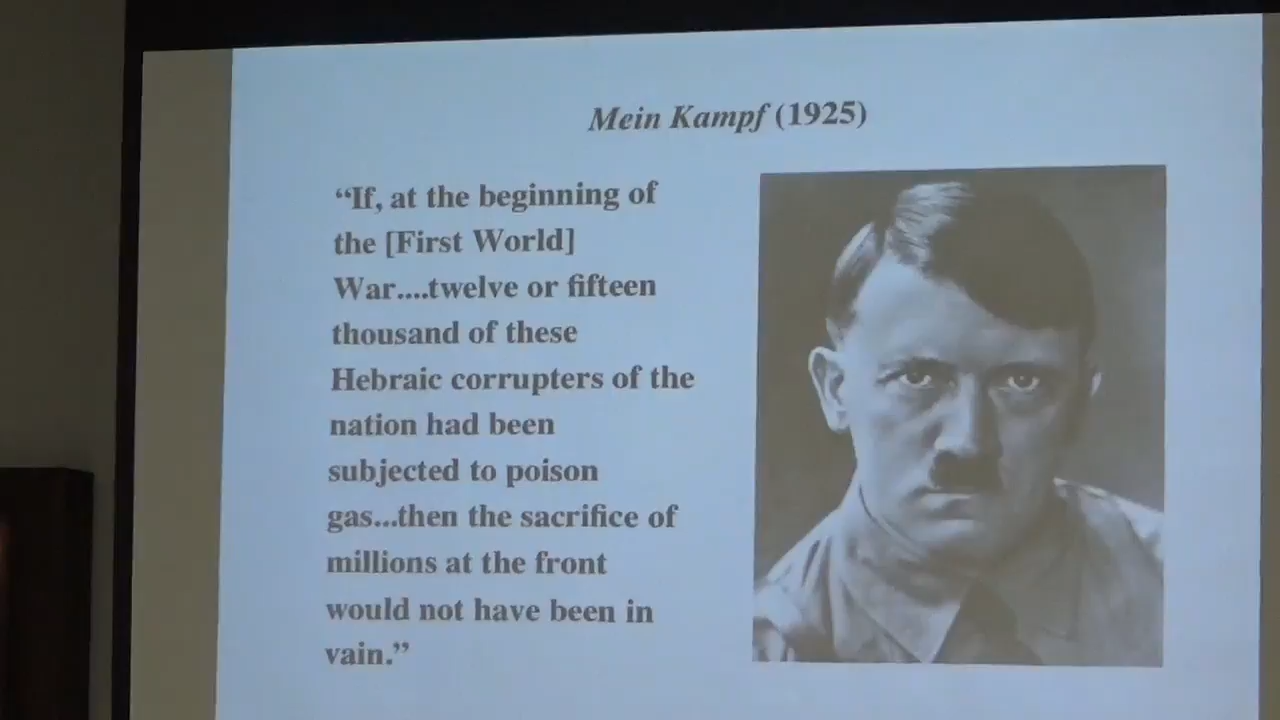 Mein Kampf (1925)
“If, at the beginning of
the [First World]
War....twelve or fifteen
thousand of these
Hebraic corrupters of the
nation had been
subjected to poison
gas...then the sacrifice of
millions at the front
would not have been in
vain.”